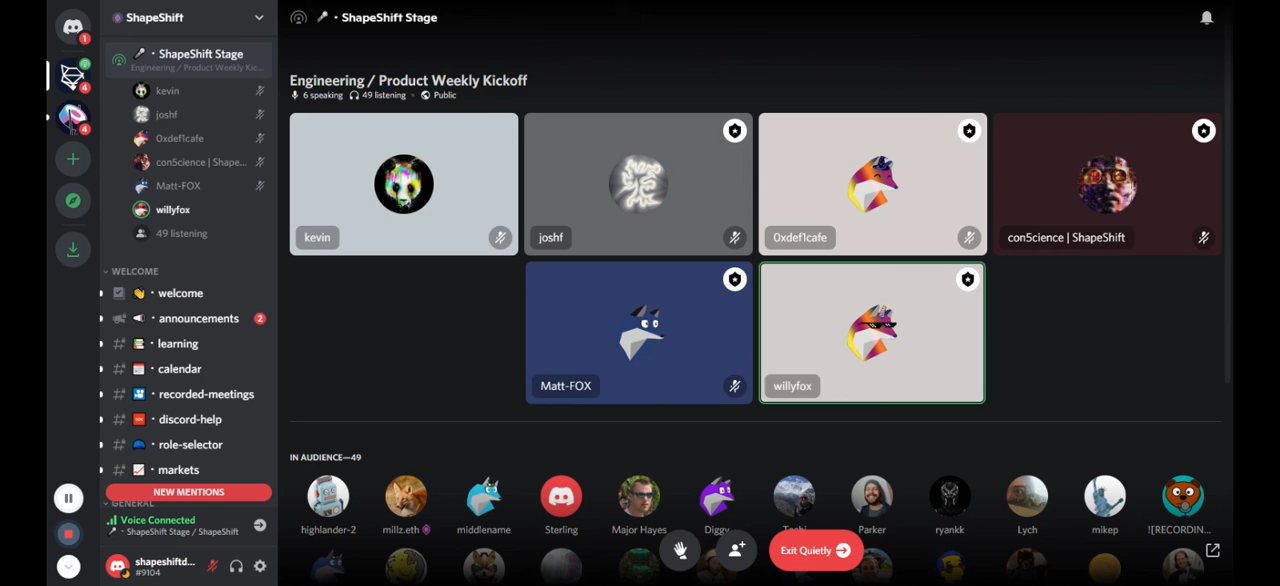 ShapeShift
ShapeShift Stage
Engineering / Product Weekly Kic...
kevin
joshf
0xdef1cafe
con5cience | Shape...
Matt-FOX
willyfox
49 listening
WELCOME
welcome
announcements 2
learning
calendar
recorded-meetings
discord-help
role-selector
markets
NEW MENTIONS
GENERAL
Voice Connected
ShapeShift Stage / ShapeShift
shapeshiftd...
#9104
1
4
4
ShapeShift Stage
Engineering / Product Weekly Kickoff
6 speaking 49 listening • Public
kevin
joshf
0xdef1cafe
con5cience | ShapeShift
Matt-FOX
willyfox
IN AUDIENCE—49
highlander-2
millz.eth
middlename
Sterling
Major Hayes
Diggy
Parker
ryankk
Lych
mikep
![RECORDIN...
Exit Quietly